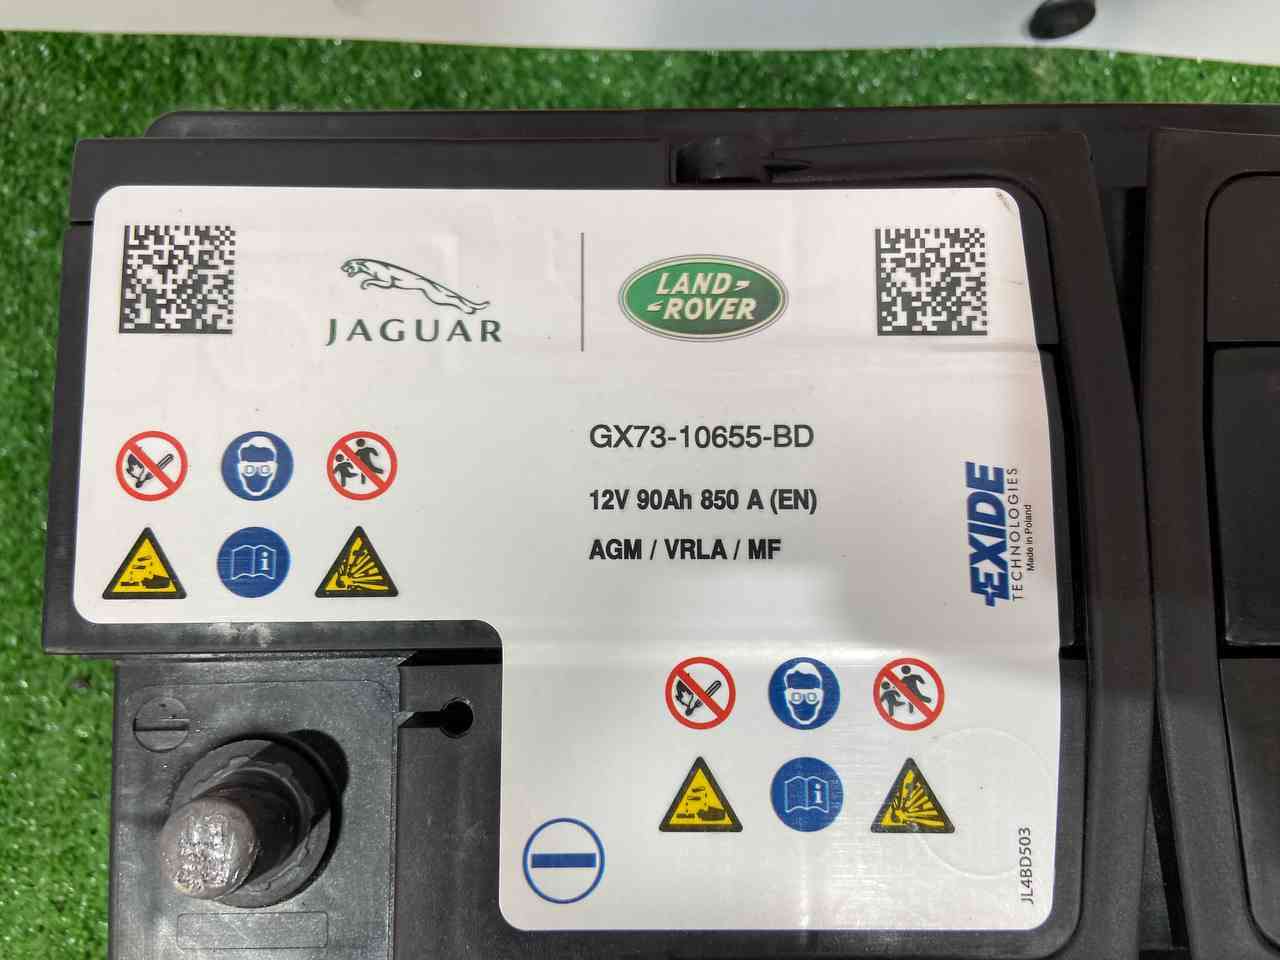 JAGUAR
LAND
ROVER
GX73-10655-BD
12V 90Ah 850 A (EN)
AGM / VRLA / MF
EXIDE
TECHNOLOGIES
Made in Poland
JL4BD503